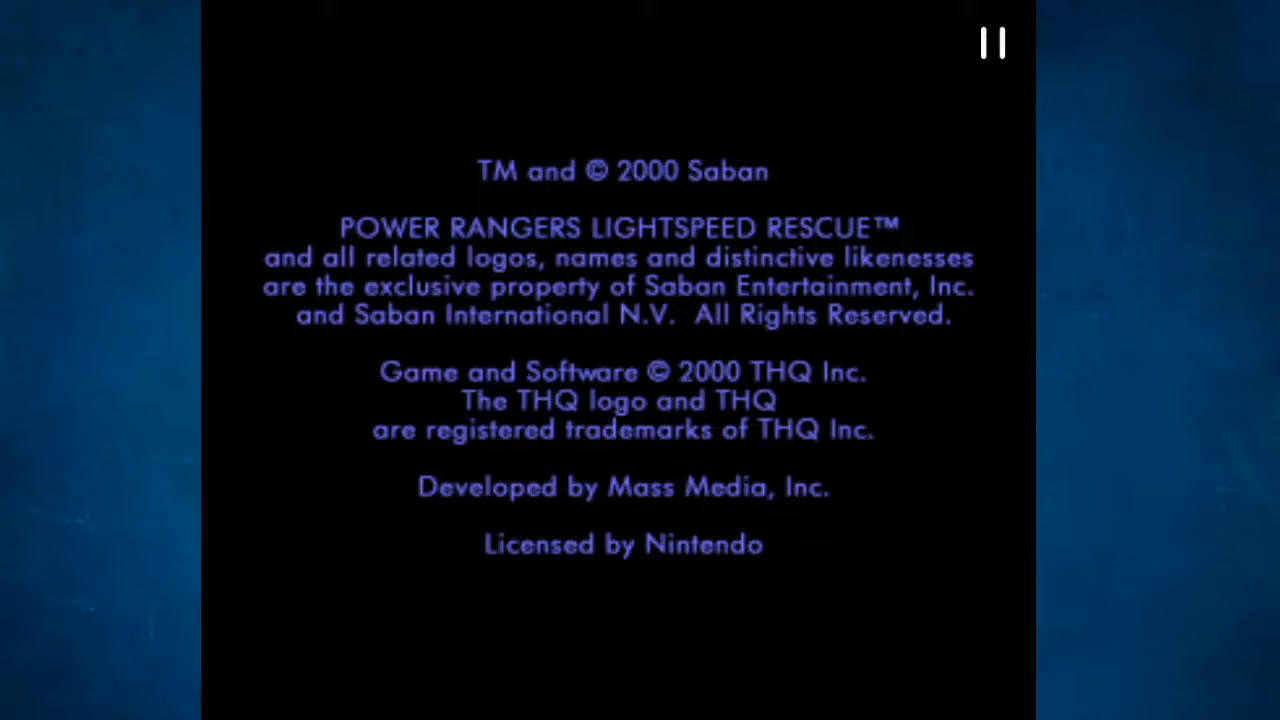 TM and © 2000 Saban
POWER RANGERS LIGHTSPEED RESCUE™
and all related logos, names and distinctive likenesses
are the exclusive property of Saban Entertainment, Inc.
and Saban International N.V. All Rights Reserved.
Game and Software © 2000 THQ Inc.
The THQ logo and THQ
are registered trademarks of THQ Inc.
Developed by Mass Media, Inc.
Licensed by Nintendo